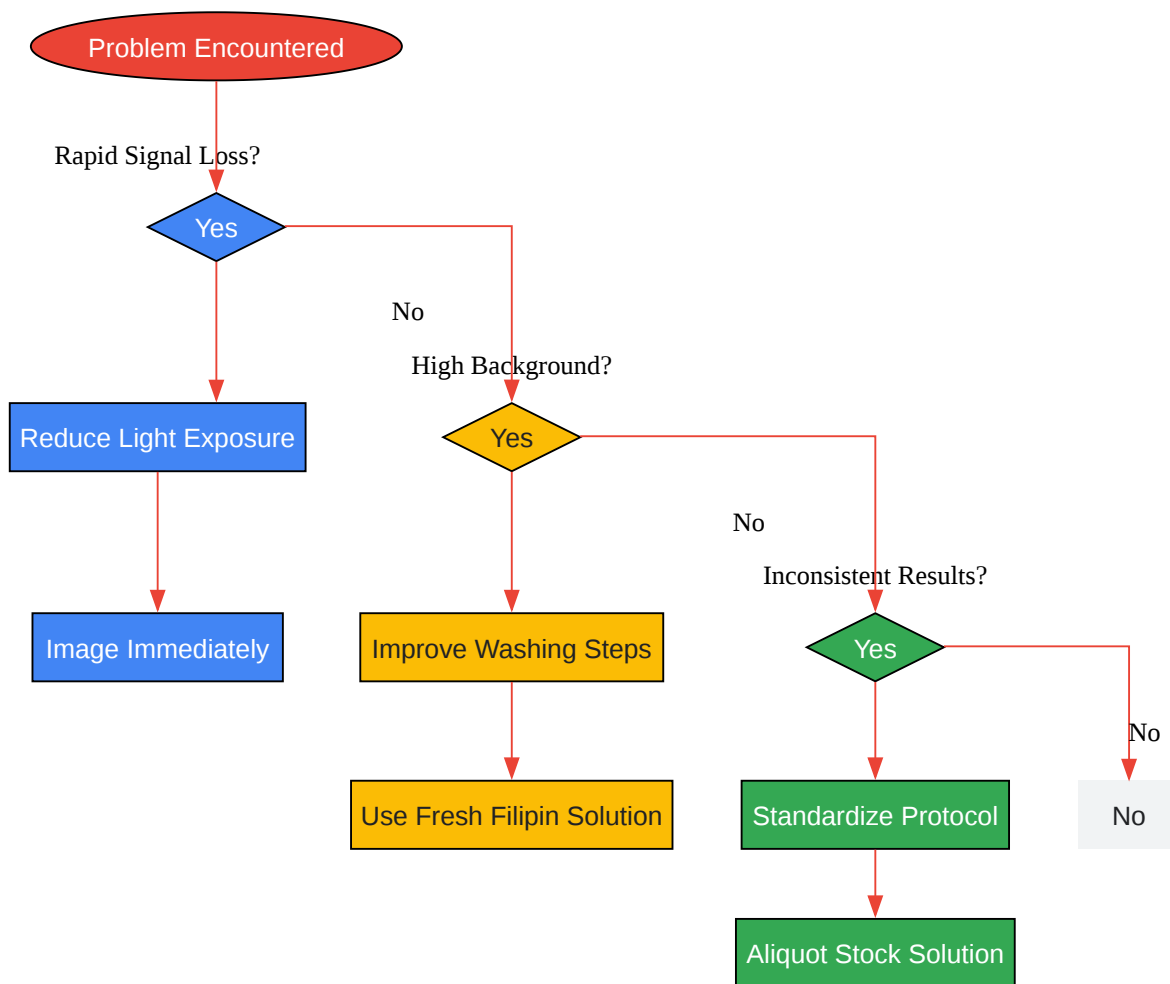 Problem Encountered
Rapid Signal Loss?
Yes
No
High Background?
Reduce Light Exposure
Yes
No
Inconsistent Results?
Image Immediately
Improve Washing Steps
Yes
No
Use Fresh Filipin Solution
Standardize Protocol
No
Aliquot Stock Solution